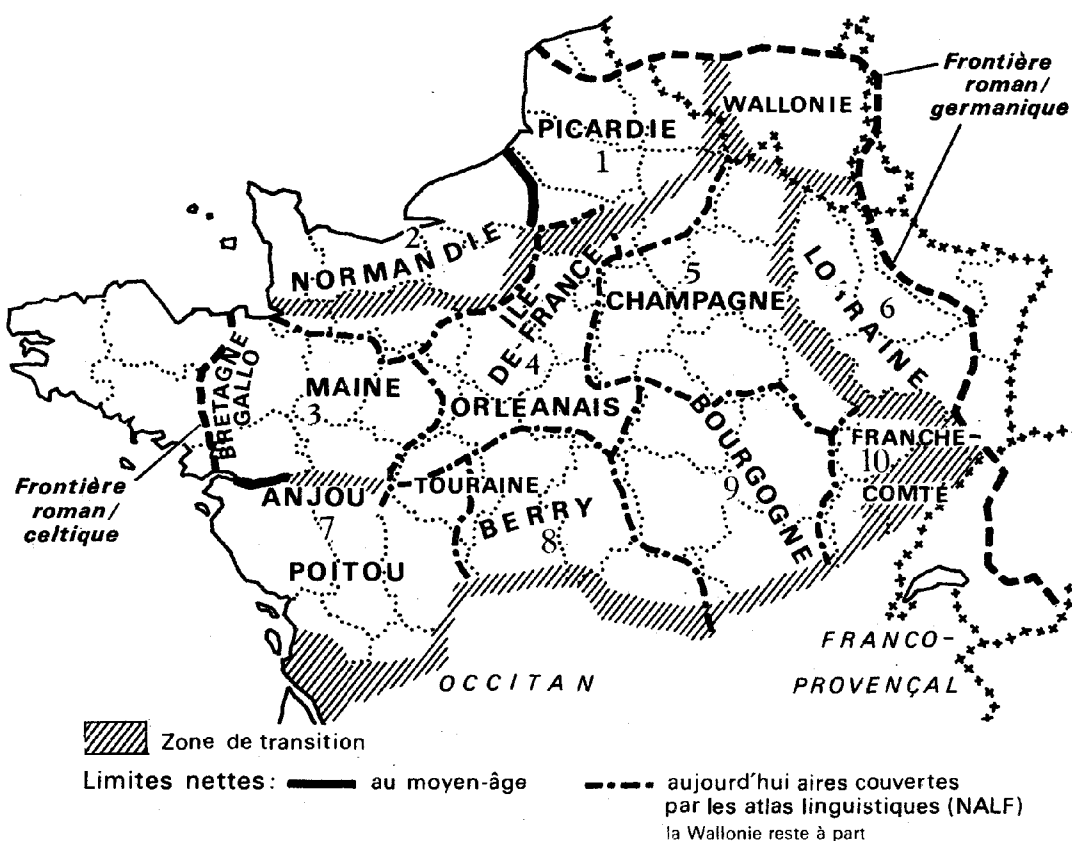 Frontière
roman/
germanique
WALLONIE
PICARDIE
1
2
NORMANDIE
5
CHAMPAGNE
LORRAINE
6
ILE
DE FRANCE
4
BRETAGNE
GALLO
MAINE
3
ORLÉANAIS
BOURGOGNE
9
FRANCHE-
10
COMTÉ
Frontière
roman/
celtique
ANJOU
7
TOURAINE
BERRY
8
POITOU
OCCITAN
FRANCO-
PROVENÇAL
Zone de transition
Limites nettes: au moyen-âge
aujourd'hui aires couvertes
par les atlas linguistiques (NALF)
la Wallonie reste à part